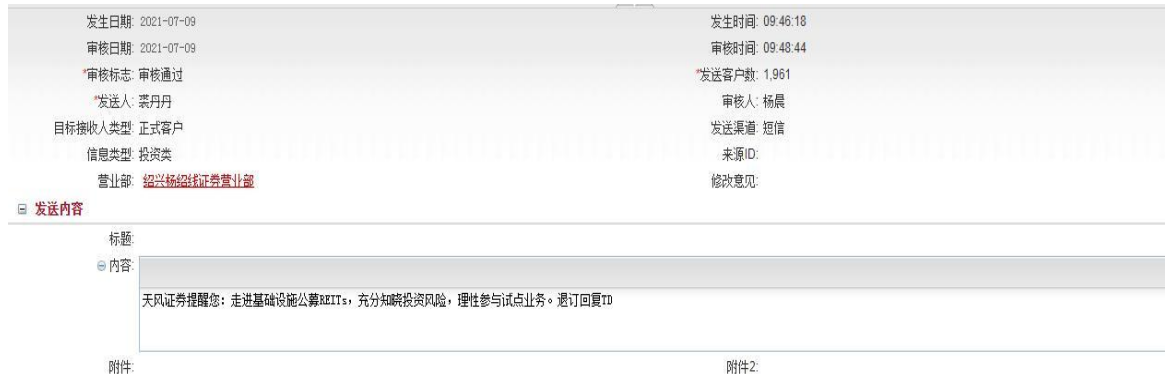 发生日期: 2021-07-09 发生时间: 09:46:18
审核日期: 2021-07-09 审核时间: 09:48:44
*审核标志: 审核通过 *发送客户数: 1,961
*发送人: 裘丹丹 审核人: 杨晨
目标接收人类型: 正式客户 发送渠道: 短信
信息类型: 投资类 来源ID:
营业部: 绍兴杨绍线证券营业部 修改意见:
发送内容
标题:
内容:
天风证券提醒您: 走进基础设施公募REITs, 充分知晓投资风险, 理性参与试点业务。退订回复TD
附件: 附件2: